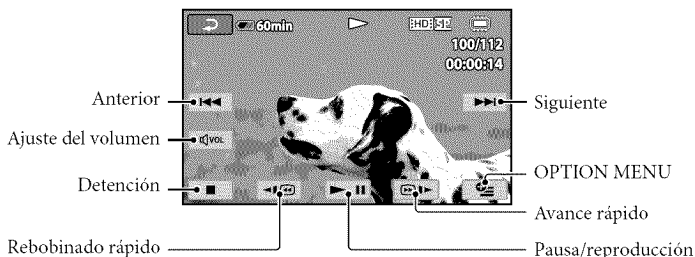 60min
HD SP
100/112
00:00:14
Anterior
Siguiente
VOL
Ajuste del volumen
OPTION MENU
Detención
Avance rápido
Rebobinado rápido
Pausa/reproducción